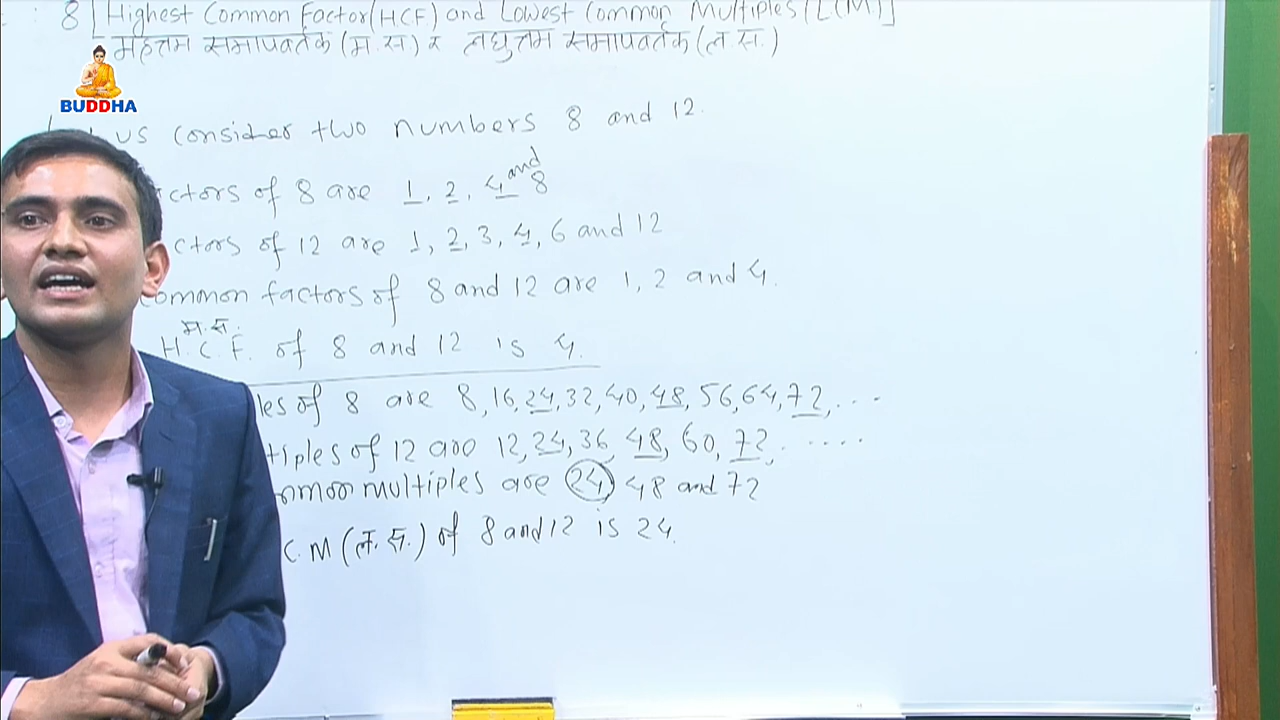 8 [Highest Common Factor(HCF) and Lowest Common Multiples (LCM)]
महत्तम समापवर्तक (म.स) र लघुत्तम समापवर्तक (ल.स.)
BUDDHA
us consider two numbers 8 and 12.
ctors of 8 are 1, 2, 4 and 8
ctors of 12 are 1, 2, 3, 4, 6 and 12
common factors of 8 and 12 are 1, 2 and 4.
म.स.
H.C.F. of 8 and 12 is 4.
les of 8 are 8, 16, 24, 32, 40, 48, 56, 64, 72, ...
tiples of 12 are 12, 24, 36, 48, 60, 72, .....
ommon multiples are 24, 48 and 72
C.M (ल.स.) of 8 and 12 is 24.